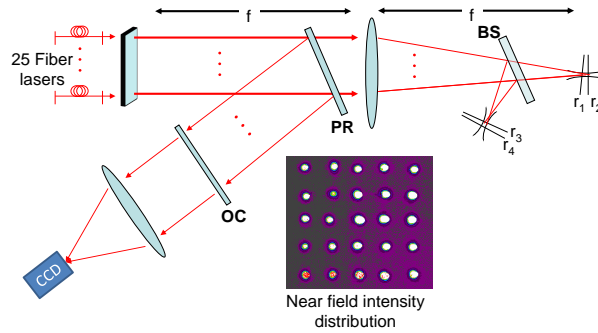 f
f
25 Fiber
lasers
BS
PR
r1 r2
r3
r4
OC
CCD
Near field intensity
distribution